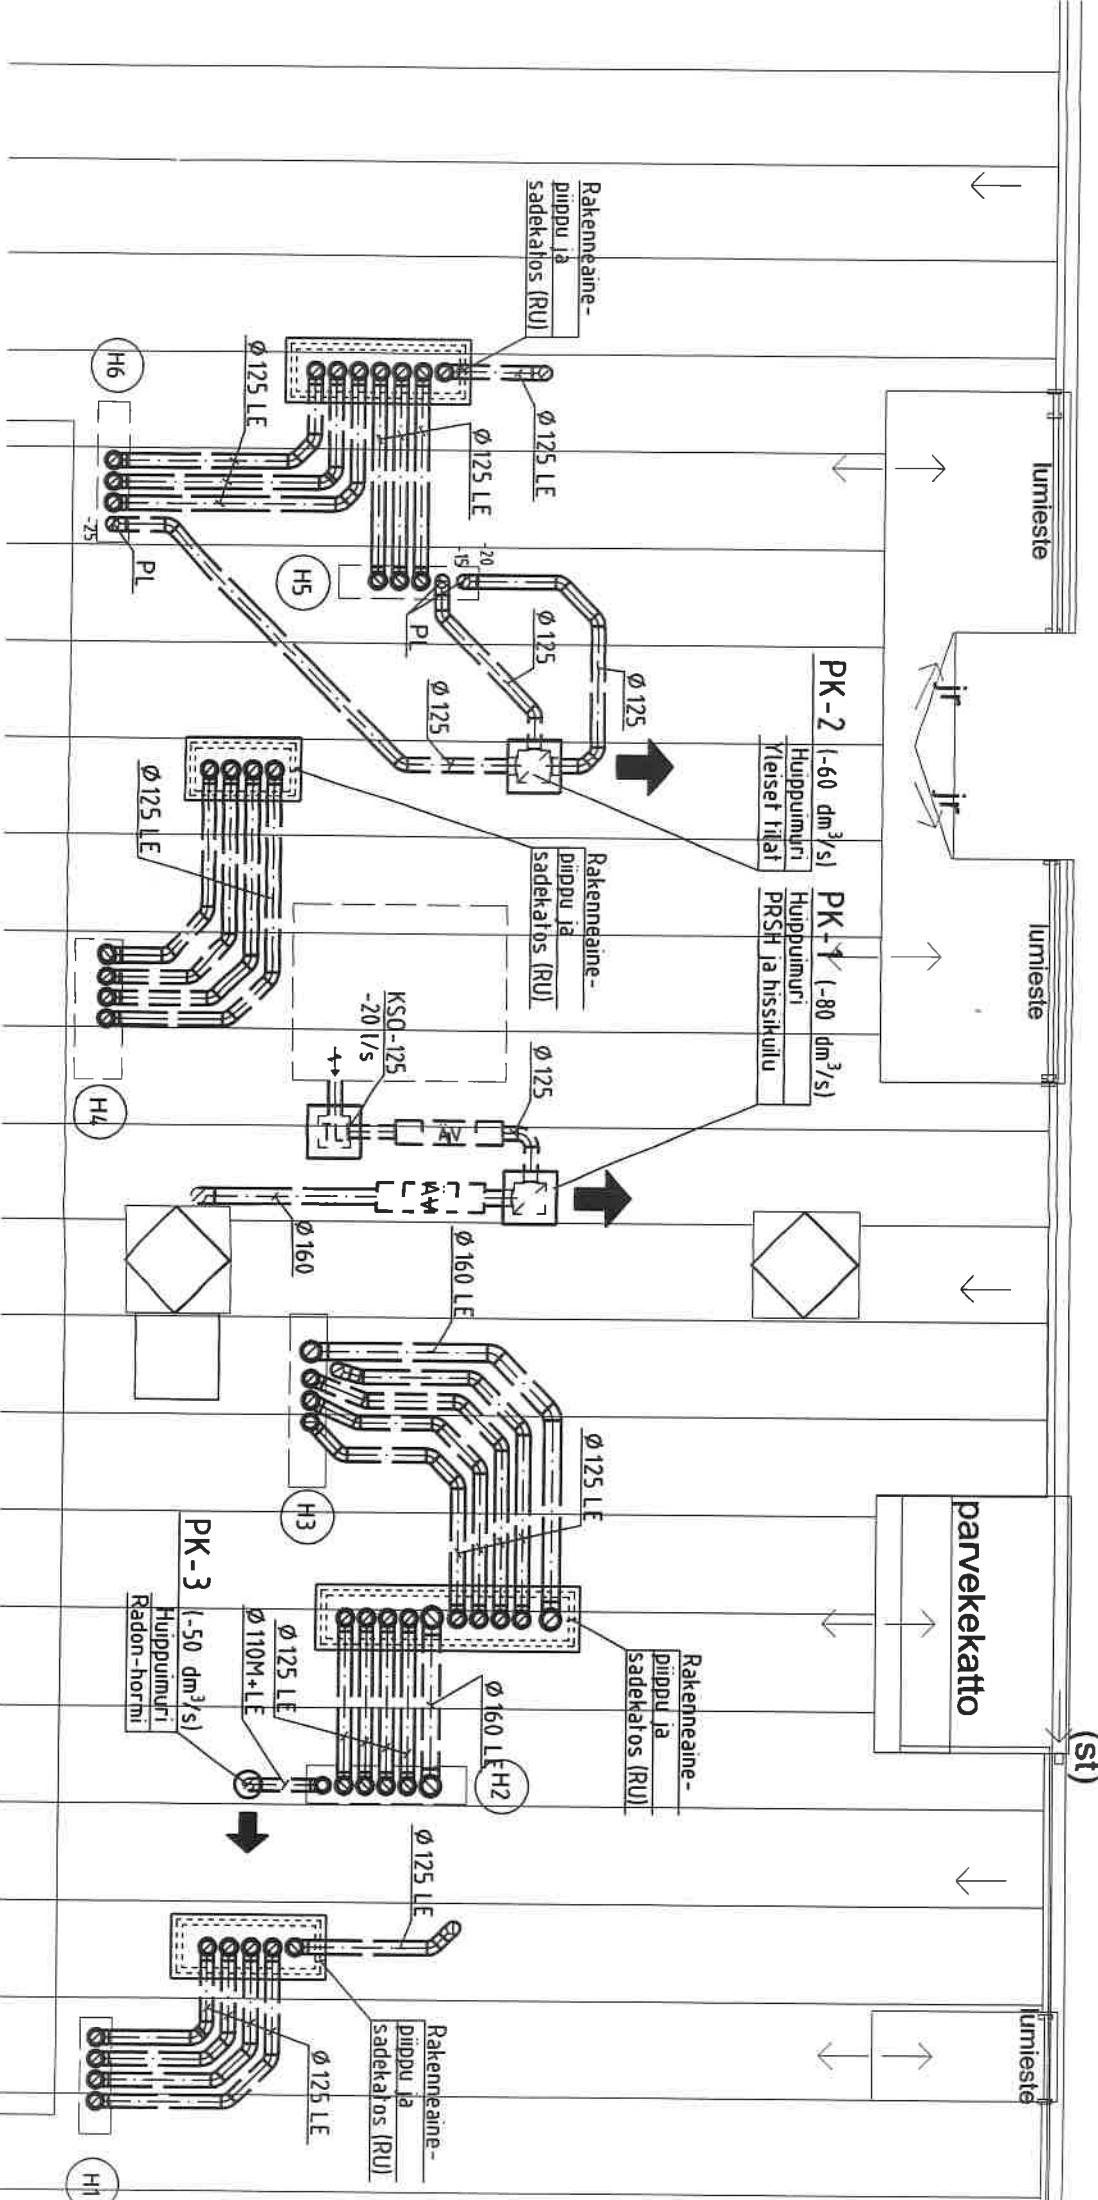 lumieste
lumieste
parvekekatto
(st)
lumieste
jr
jr
Rakenneaine-
piippu ja
sadekatos (RU)
Ø 125 LE
Ø 125 LE
Ø 125 LE
H6
-25
PL
H5
-20
-15
PL
Ø 125
Ø 125
Ø 125
PK-2 (-60 dm³/s)
Huippuimuri
Yleiset tilat
PK-1 (-80 dm³/s)
Huippuimuri
PRSH ja hissikuilu
Rakenneaine-
piippu ja
sadekatos (RU)
Ø 125 LE
H4
KSO-125
-20 l/s
TL
ÄV
Ø 125
ÄV
Ø 160
Ø 160 LE
Ø 125 LE
H3
Rakenneaine-
piippu ja
sadekatos (RU)
Ø 160 LE
H2
Ø 125 LE
Ø 110M+LE
PK-3 (-50 dm³/s)
Huippuimuri
Radon-hormi
Ø 125 LE
Rakenneaine-
piippu ja
sadekatos (RU)
Ø 125 LE
H1